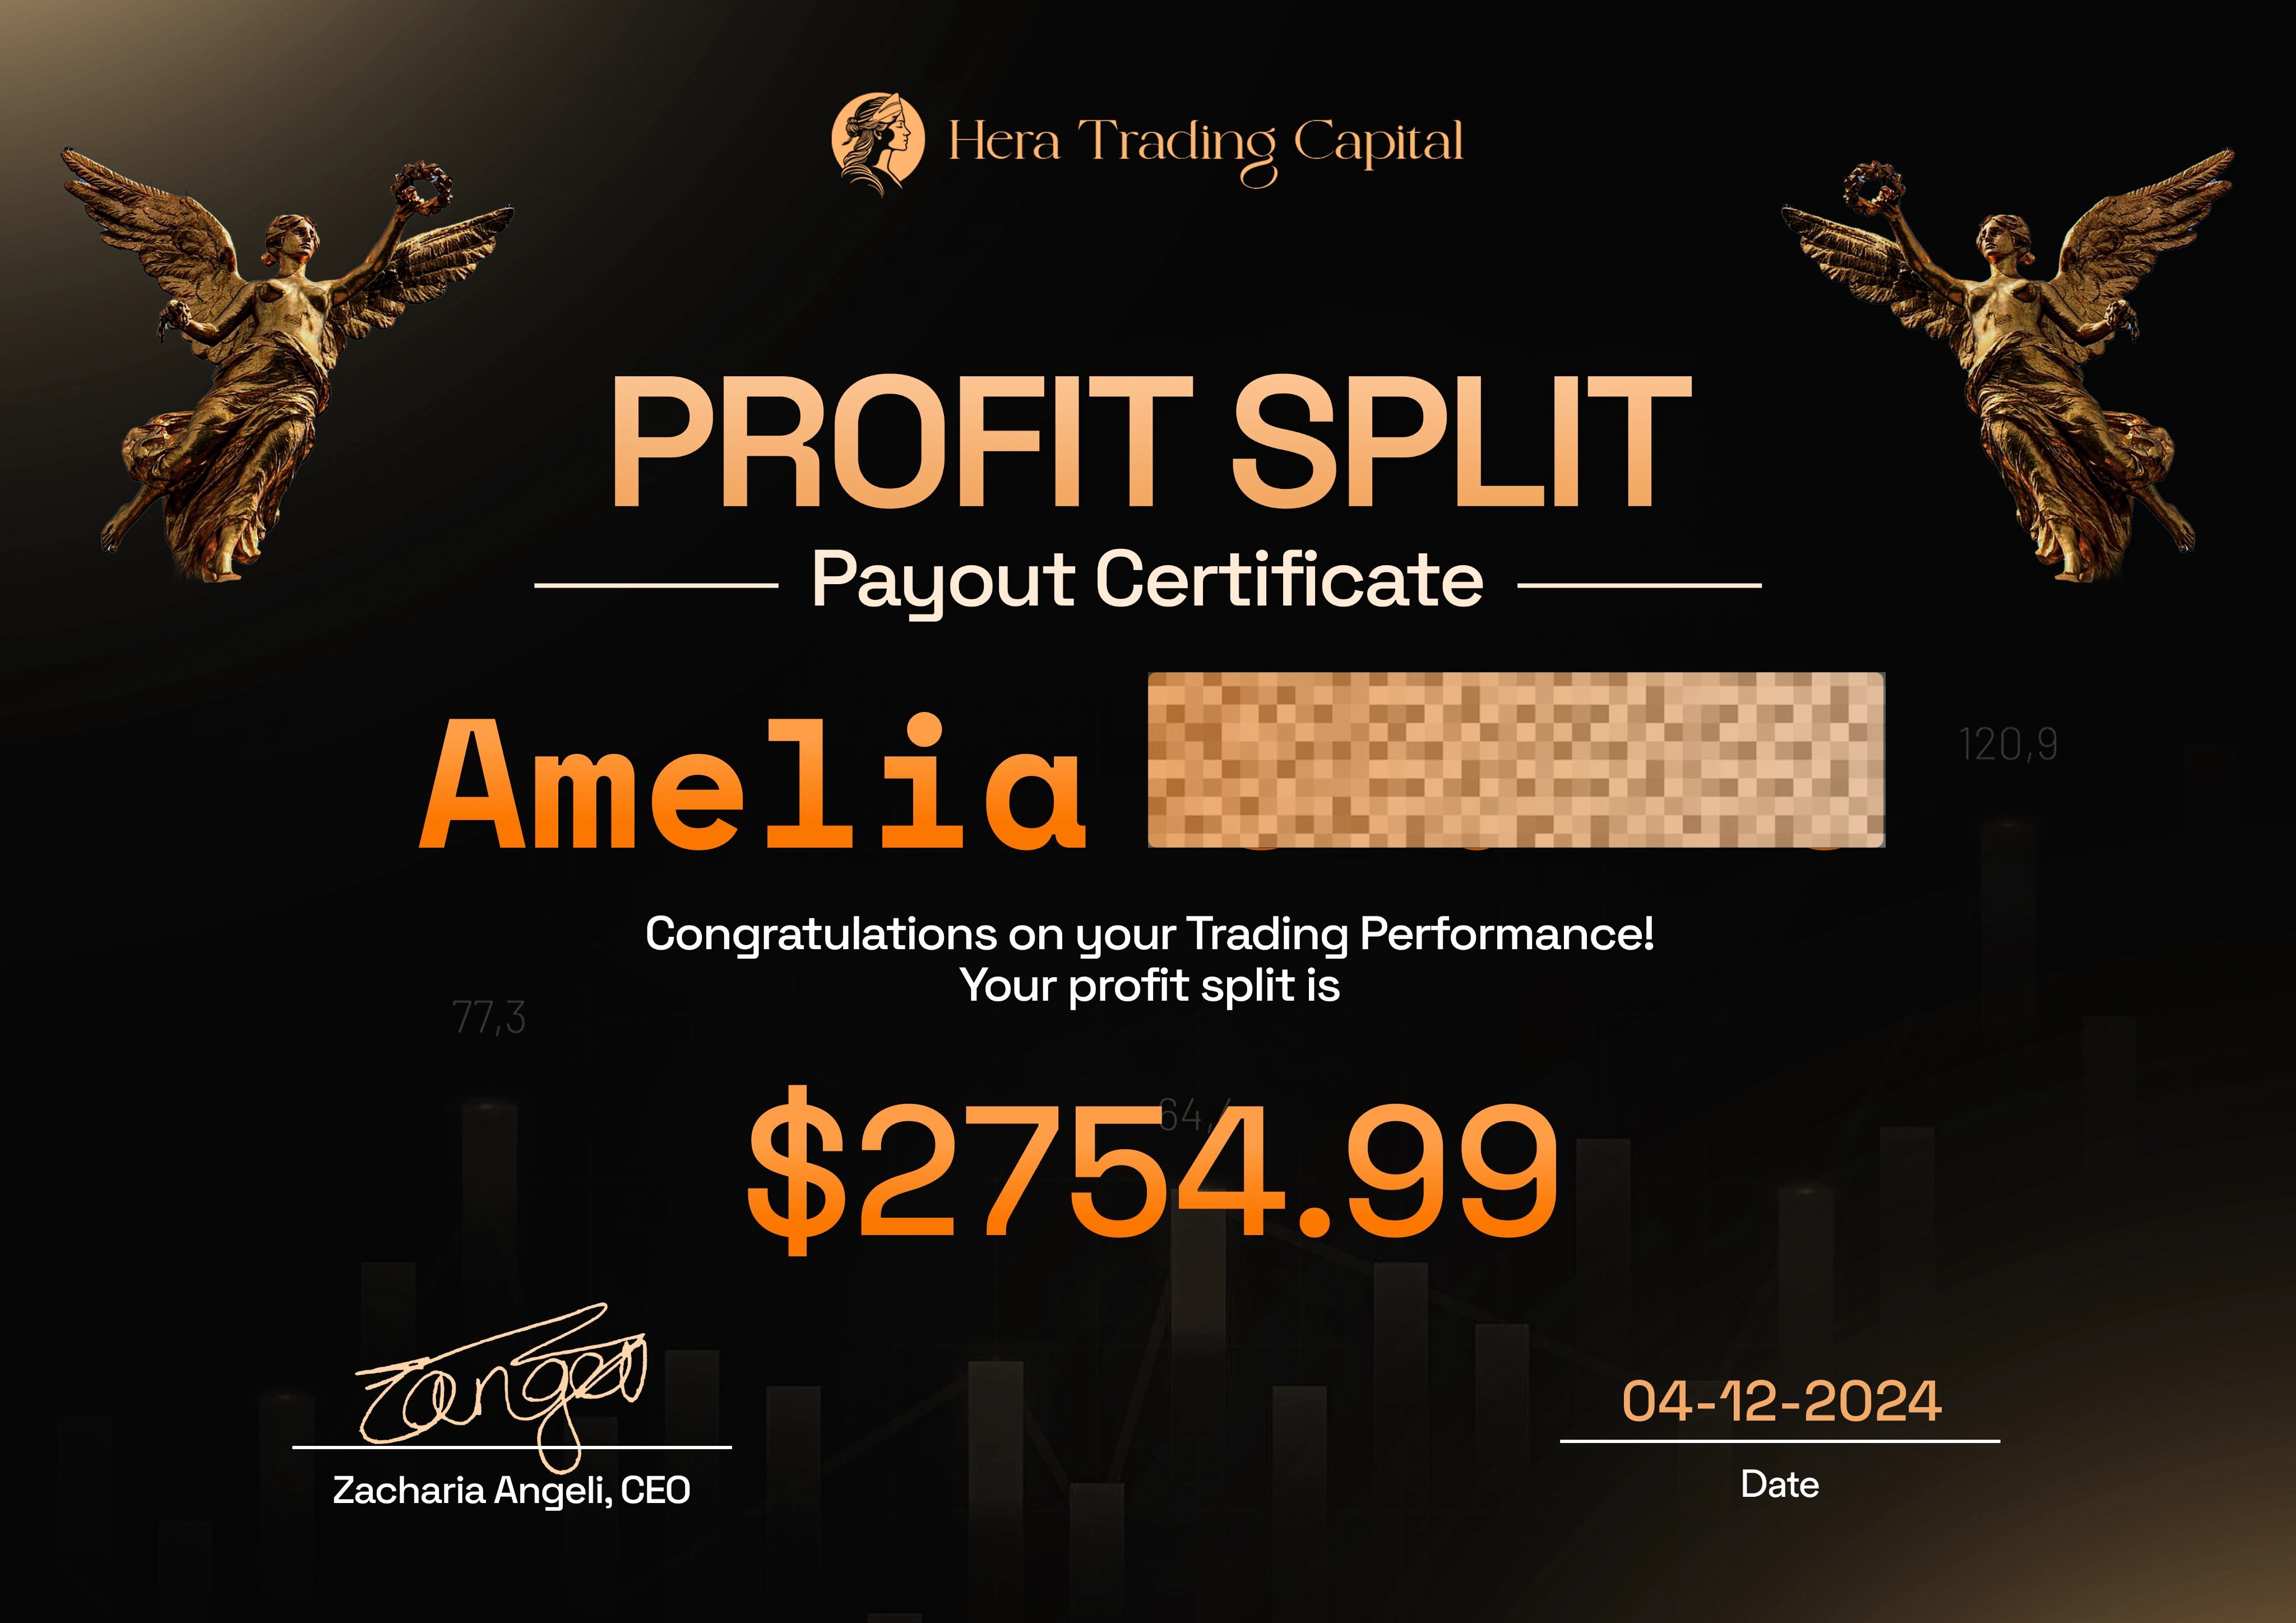 Hera Trading Capital
PROFIT SPLIT
Payout Certificate
Amelia
120,9
Congratulations on your Trading Performance!
Your profit split is
77,3
$2754.99
04-12-2024
Zacharia Angeli, CEO
Date